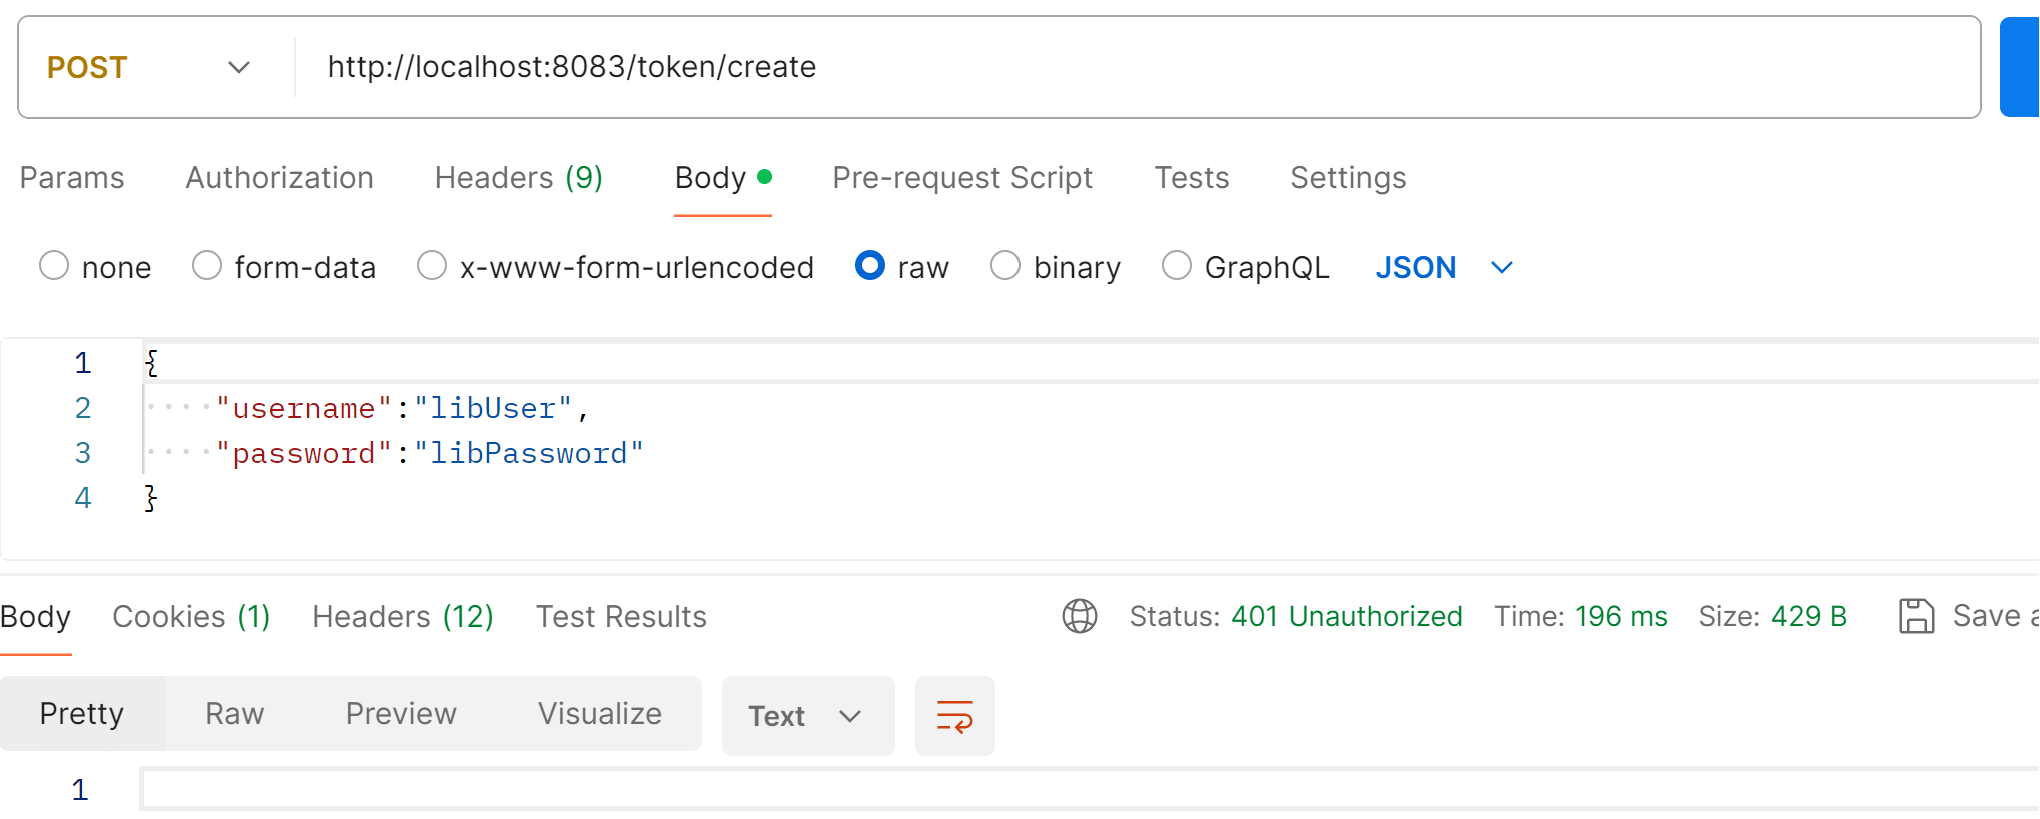 POST http://localhost:8083/token/create
Params Authorization Headers (9) Body Pre-request Script Tests Settings
none form-data x-www-form-urlencoded raw binary GraphQL JSON
1 {
2 "username":"libUser",
3 "password":"libPassword"
4 }
Body Cookies (1) Headers (12) Test Results Status: 401 Unauthorized Time: 196 ms Size: 429 B Save
Pretty Raw Preview Visualize Text
1